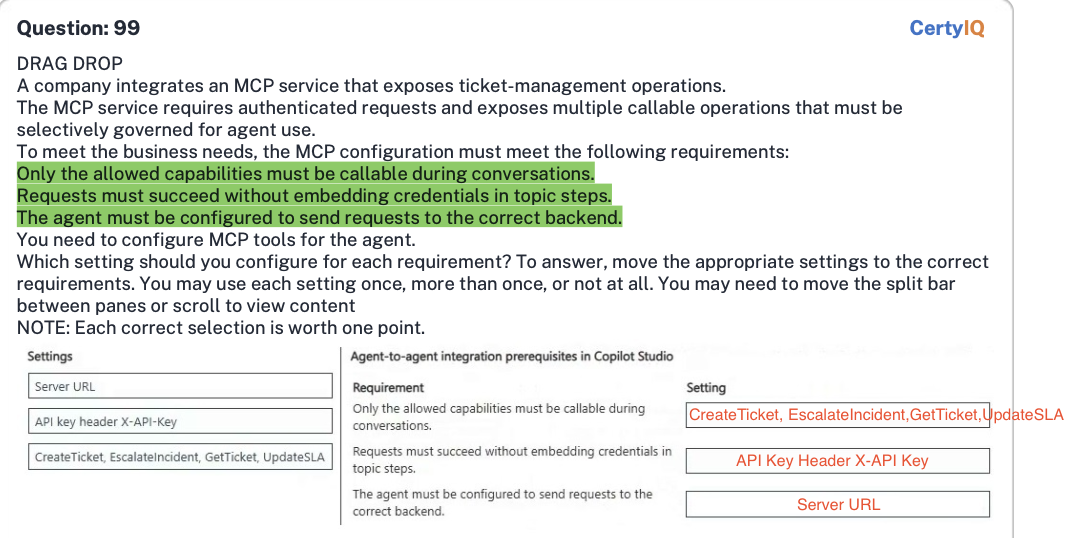 Question: 99
CertyIQ
DRAG DROP
A company integrates an MCP service that exposes ticket-management operations.
The MCP service requires authenticated requests and exposes multiple callable operations that must be
selectively governed for agent use.
To meet the business needs, the MCP configuration must meet the following requirements:
Only the allowed capabilities must be callable during conversations.
Requests must succeed without embedding credentials in topic steps.
The agent must be configured to send requests to the correct backend.
You need to configure MCP tools for the agent.
Which setting should you configure for each requirement? To answer, move the appropriate settings to the correct
requirements. You may use each setting once, more than once, or not at all. You may need to move the split bar
between panes or scroll to view content
NOTE: Each correct selection is worth one point.
Settings
Server URL
API key header X-API-Key
CreateTicket, EscalateIncident, GetTicket, UpdateSLA
Agent-to-agent integration prerequisites in Copilot Studio
Requirement
Setting
Only the allowed capabilities must be callable during
conversations.
CreateTicket, EscalateIncident,GetTicket,UpdateSLA
Requests must succeed without embedding credentials in
topic steps.
API Key Header X-API Key
The agent must be configured to send requests to the
correct backend.
Server URL